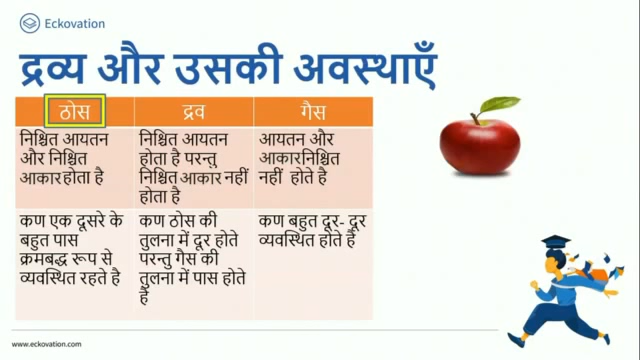 Eckovation
द्रव्य और उसकी अवस्थाएँ
ठोस द्रव गैस
निश्चित आयतन
और निश्चित
आकार होता है
निश्चित आयतन
होता है परन्तु
निश्चित आकार नहीं
होता है
आयतन और
आकारनिश्चित
नहीं होते है
कण एक दूसरे के
बहुत पास
क्रमबद्ध रूप से
व्यवस्थित रहते है
कण ठोस की
तुलना में दूर होते
परन्तु गैस की
तुलना में पास होते
है
कण बहुत दूर- दूर
व्यवस्थित होते है
www.eckovation.com